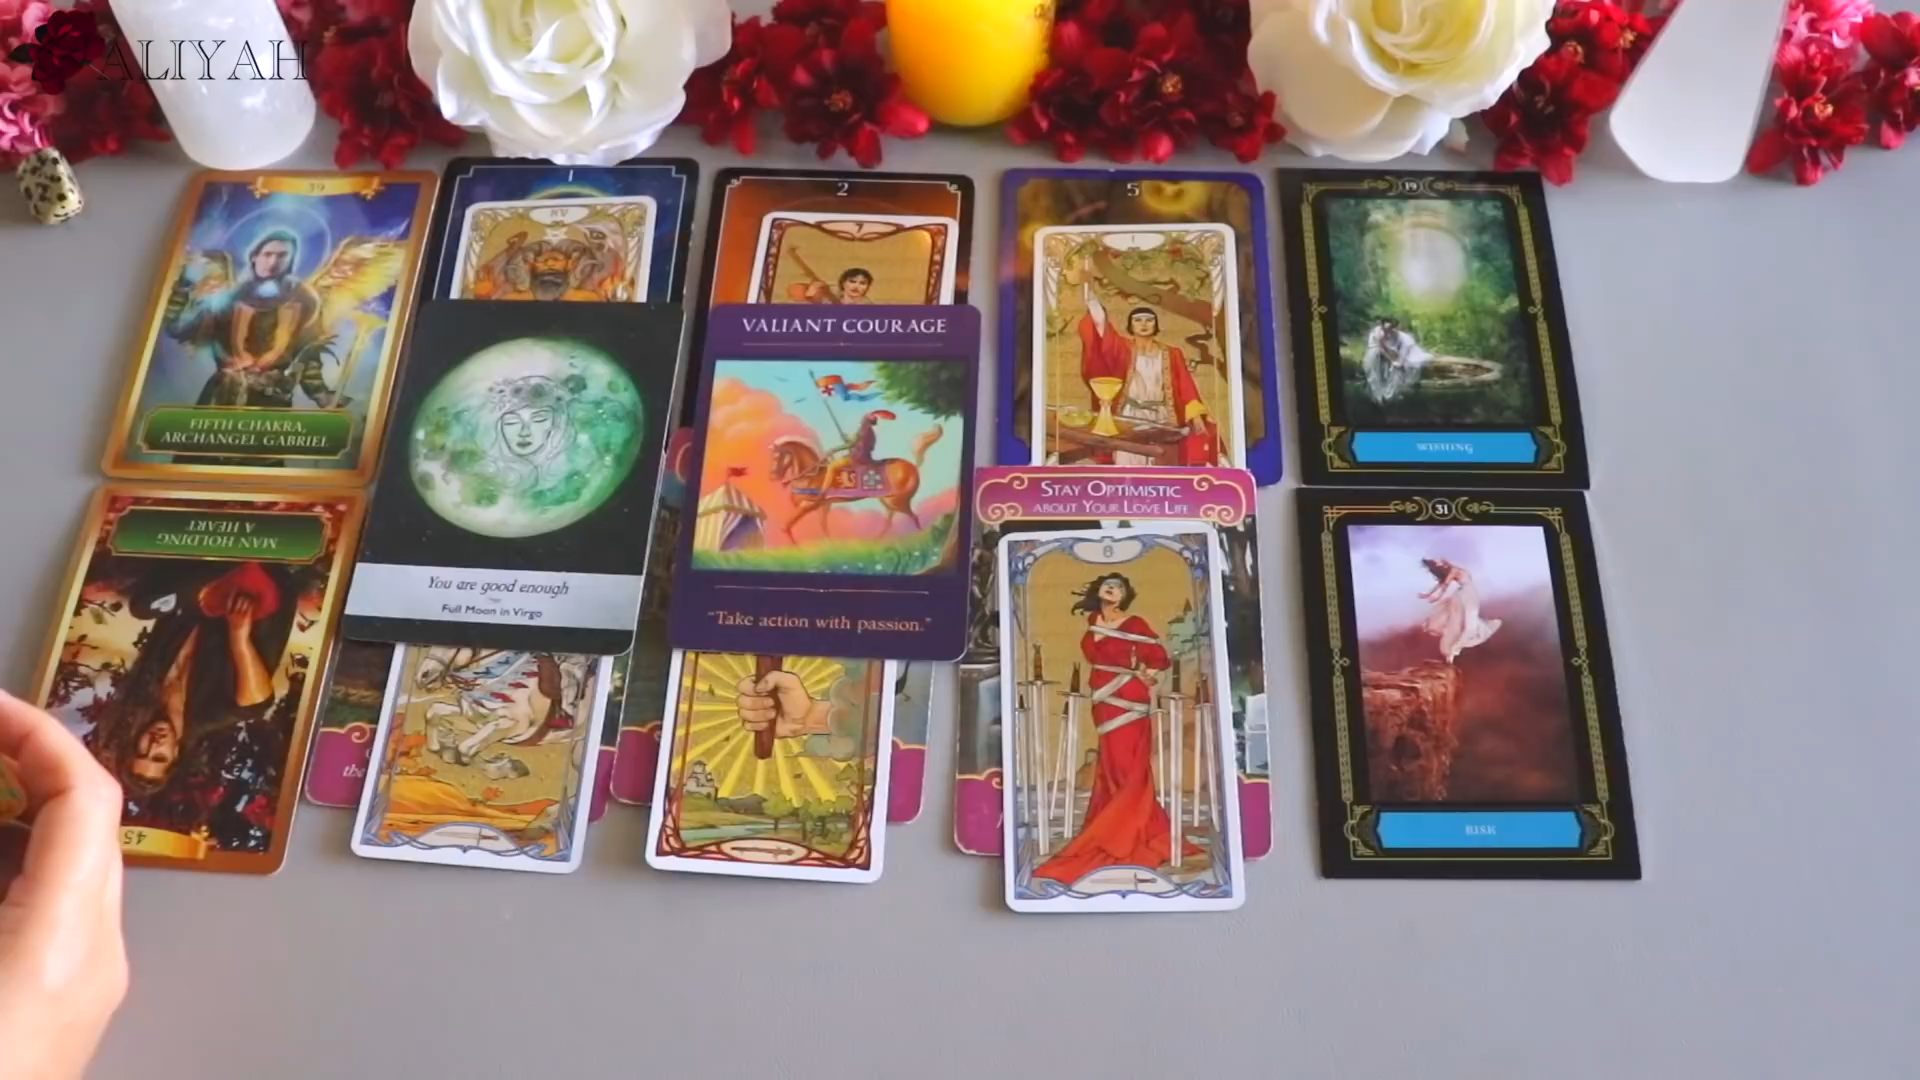 ALIYAH
39
FIFTH CHAKRA,
ARCHANGEL GABRIEL
MAN HOLDING
A HEART
45
1
XV
You are good enough
Full Moon in Virgo
the
2
7
VALIANT COURAGE
"Take action with passion."
5
I
STAY OPTIMISTIC
ABOUT YOUR LOVE LIFE
8
19
WISHING
31
RISK